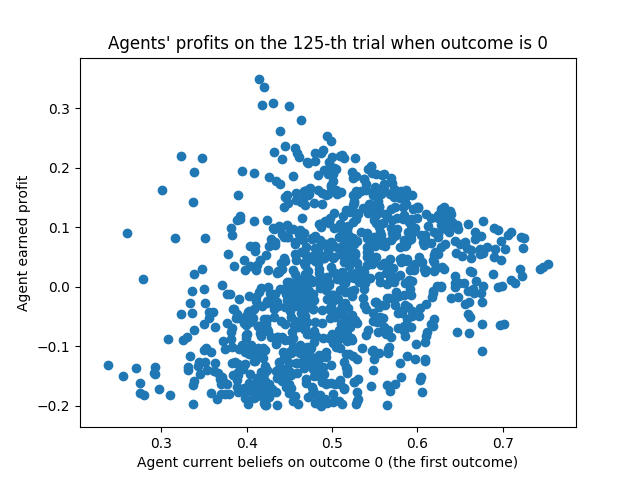 Agents' profits on the 125-th trial when outcome is 0
Agent earned profit
0.3
0.2
0.1
0.0
−0.1
−0.2
0.3 0.4 0.5 0.6 0.7
Agent current beliefs on outcome 0 (the first outcome)